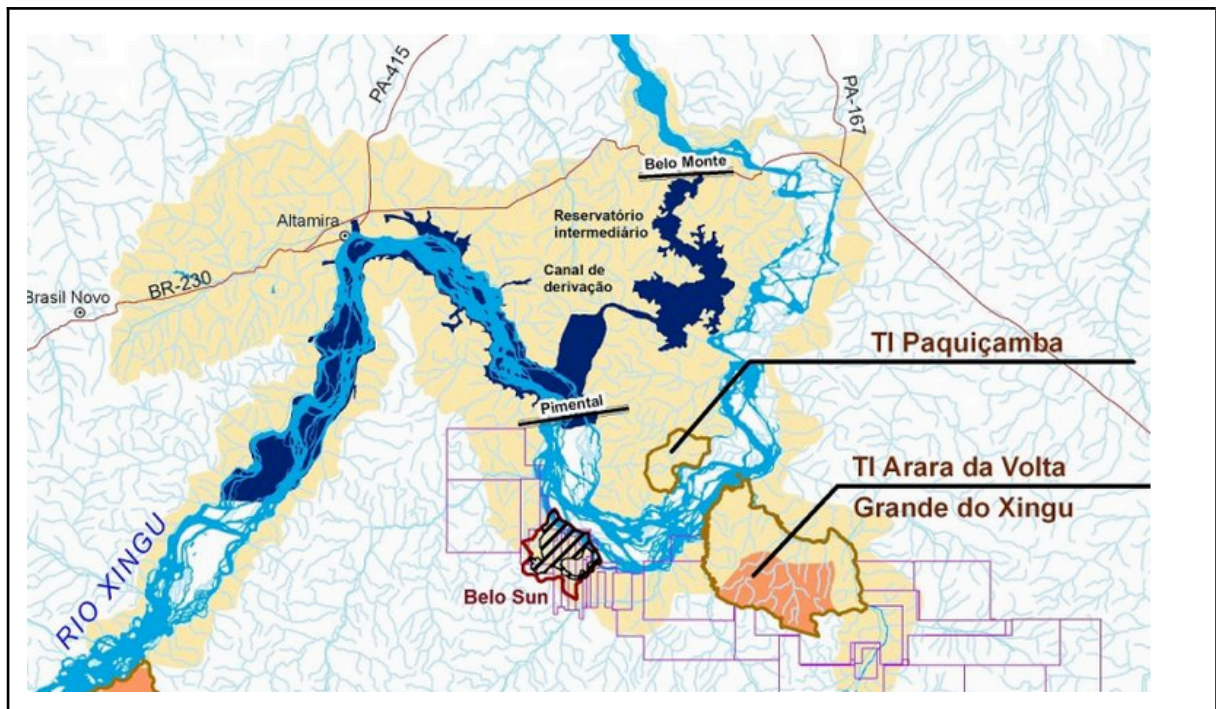 PA-415
PA-167
Belo Monte
Altamira
Reservatório
intermediário
Canal de
derivação
BR-230
Brasil Novo
TI Paquiçamba
Pimental
TI Arara da Volta
Grande do Xingu
Belo Sun
RIO XINGU